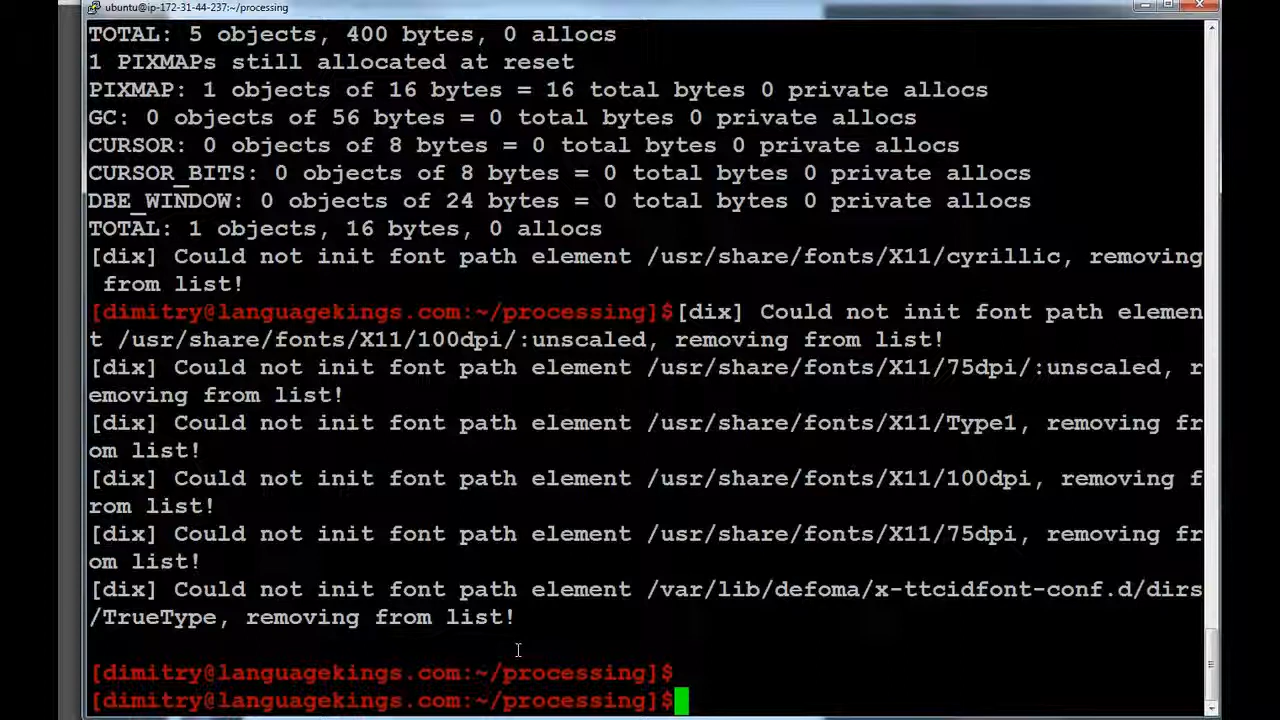 ubuntu@ip-172-31-44-237:~/processing
TOTAL: 5 objects, 400 bytes, 0 allocs
1 PIXMAPs still allocated at reset
PIXMAP: 1 objects of 16 bytes = 16 total bytes 0 private allocs
GC: 0 objects of 56 bytes = 0 total bytes 0 private allocs
CURSOR: 0 objects of 8 bytes = 0 total bytes 0 private allocs
CURSOR_BITS: 0 objects of 8 bytes = 0 total bytes 0 private allocs
DBE_WINDOW: 0 objects of 24 bytes = 0 total bytes 0 private allocs
TOTAL: 1 objects, 16 bytes, 0 allocs
[dix] Could not init font path element /usr/share/fonts/X11/cyrillic, removing
 from list!
[dimitry@languagekings.com:~/processing]$[dix] Could not init font path elemen
t /usr/share/fonts/X11/100dpi/:unscaled, removing from list!
[dix] Could not init font path element /usr/share/fonts/X11/75dpi/:unscaled, r
emoving from list!
[dix] Could not init font path element /usr/share/fonts/X11/Type1, removing fr
om list!
[dix] Could not init font path element /usr/share/fonts/X11/100dpi, removing f
rom list!
[dix] Could not init font path element /usr/share/fonts/X11/75dpi, removing fr
om list!
[dix] Could not init font path element /var/lib/defoma/x-ttcidfont-conf.d/dirs
/TrueType, removing from list!
[dimitry@languagekings.com:~/processing]$
[dimitry@languagekings.com:~/processing]$